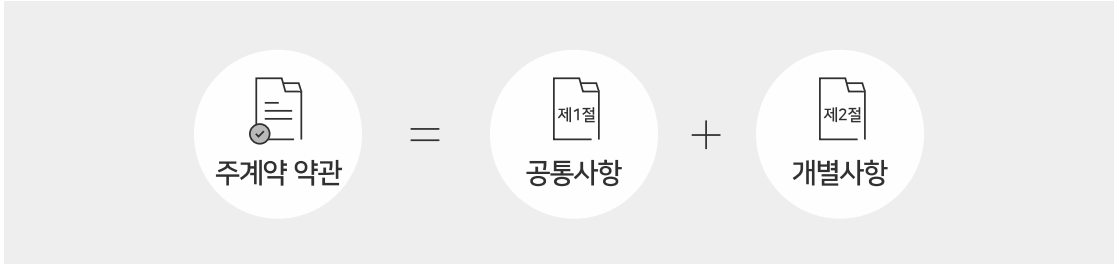 제1절
제2절
주계약 약관 = 공통사항 + 개별사항